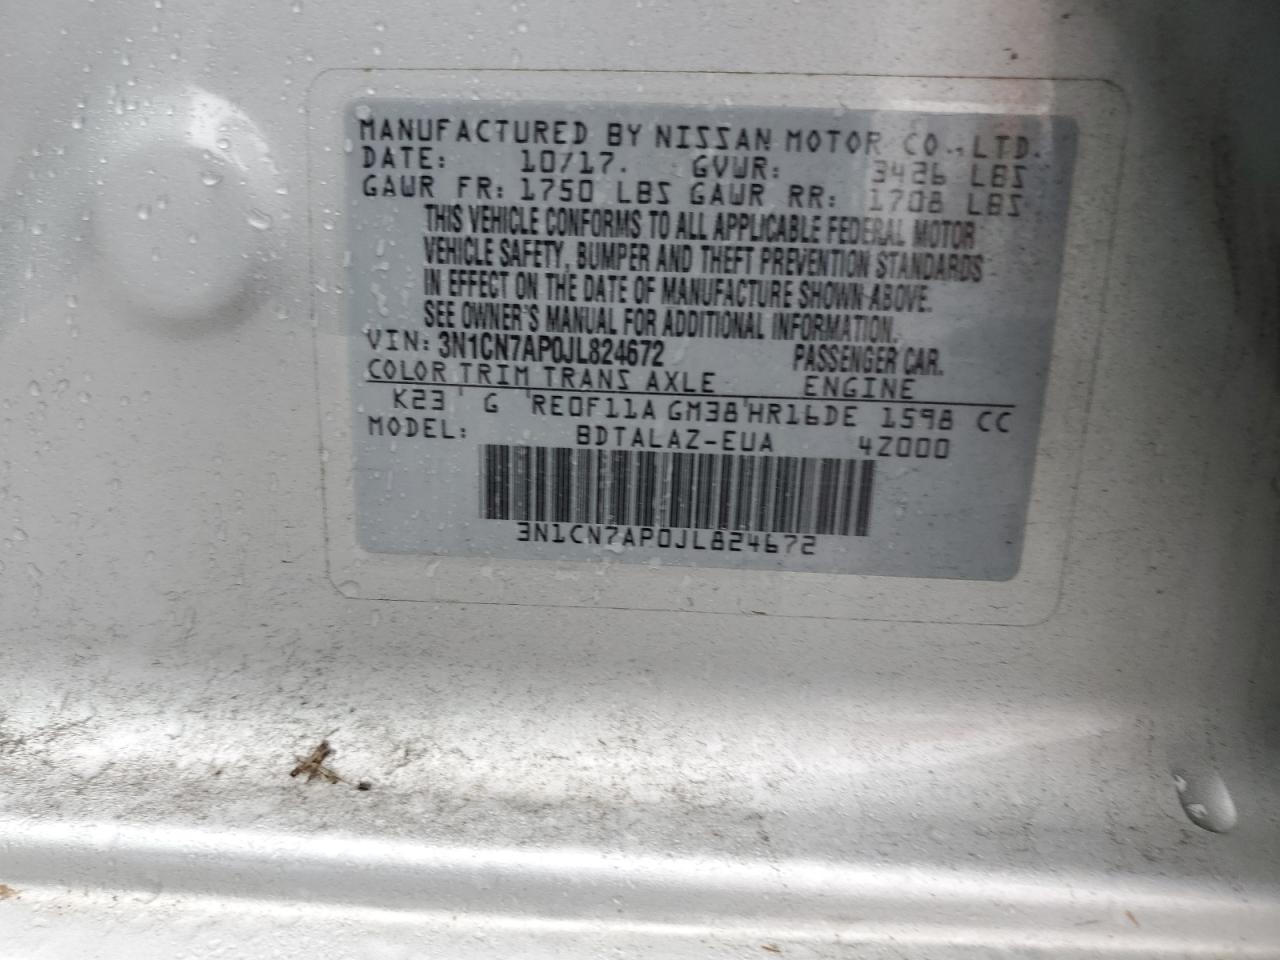 MANUFACTURED BY NISSAN MOTOR CO., LTD.
DATE: 10/17. GVWR: 3426 LBS
GAWR FR: 1750 LBS GAWR RR: 1708 LBS
THIS VEHICLE CONFORMS TO ALL APPLICABLE FEDERAL MOTOR
VEHICLE SAFETY, BUMPER AND THEFT PREVENTION STANDARDS
IN EFFECT ON THE DATE OF MANUFACTURE SHOWN ABOVE.
SEE OWNER'S MANUAL FOR ADDITIONAL INFORMATION.
VIN: 3N1CN7AP0JL824672 PASSENGER CAR.
COLOR TRIM TRANS AXLE ENGINE
K23 G RE0F11A GM38 HR16DE 1598 CC
MODEL: BDTALAZ-EUA 4Z000
3N1CN7AP0JL824672